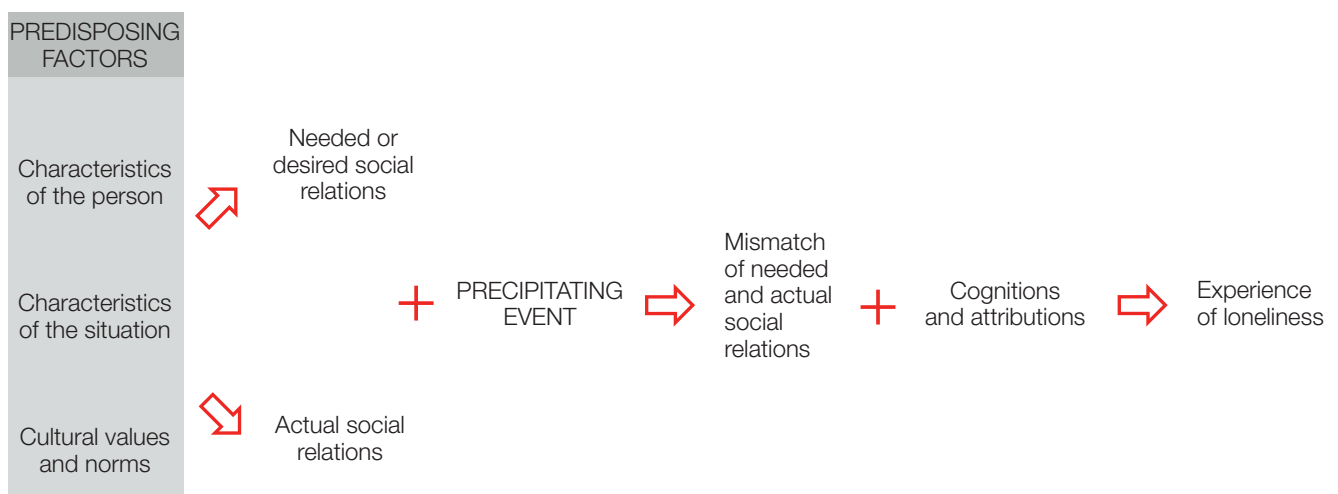 PREDISPOSING
FACTORS
Characteristics
of the person
Characteristics
of the situation
Cultural values
and norms
Needed or
desired social
relations
Actual social
relations
+
PRECIPITATING
EVENT
Mismatch
of needed
and actual
social
relations
+
Cognitions
and attributions
Experience
of loneliness